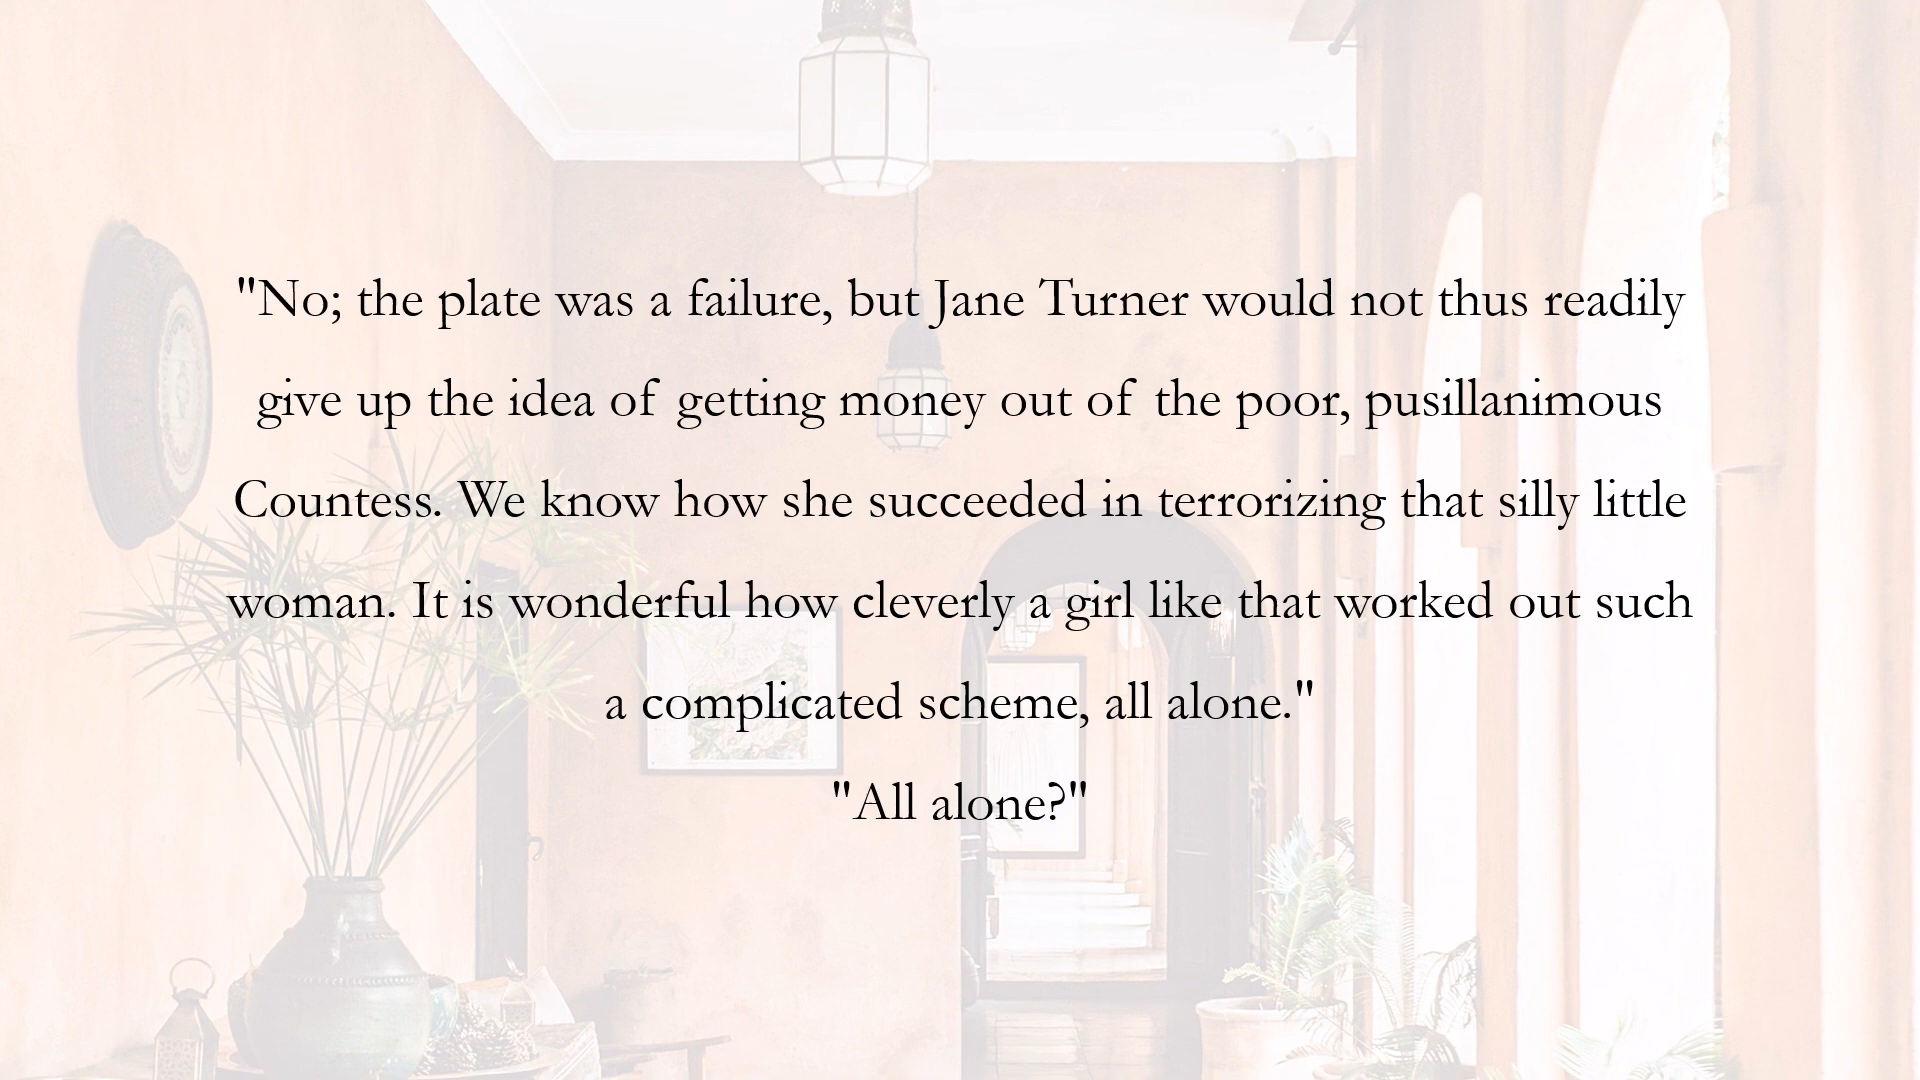 "No; the plate was a failure, but Jane Turner would not thus readily
give up the idea of getting money out of the poor, pusillanimous
Countess. We know how she succeeded in terrorizing that silly little
woman. It is wonderful how cleverly a girl like that worked out such
a complicated scheme, all alone."
"All alone?"